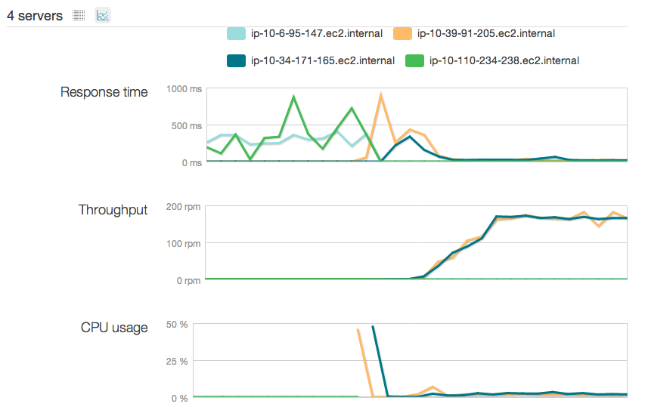 4 servers
ip-10-6-95-147.ec2.internal ip-10-39-91-205.ec2.internal
ip-10-34-171-165.ec2.internal ip-10-110-234-238.ec2.internal
Response time
1000 ms
500 ms
0 ms
Throughput
200 rpm
100 rpm
0 rpm
CPU usage
50 %
25 %
0 %